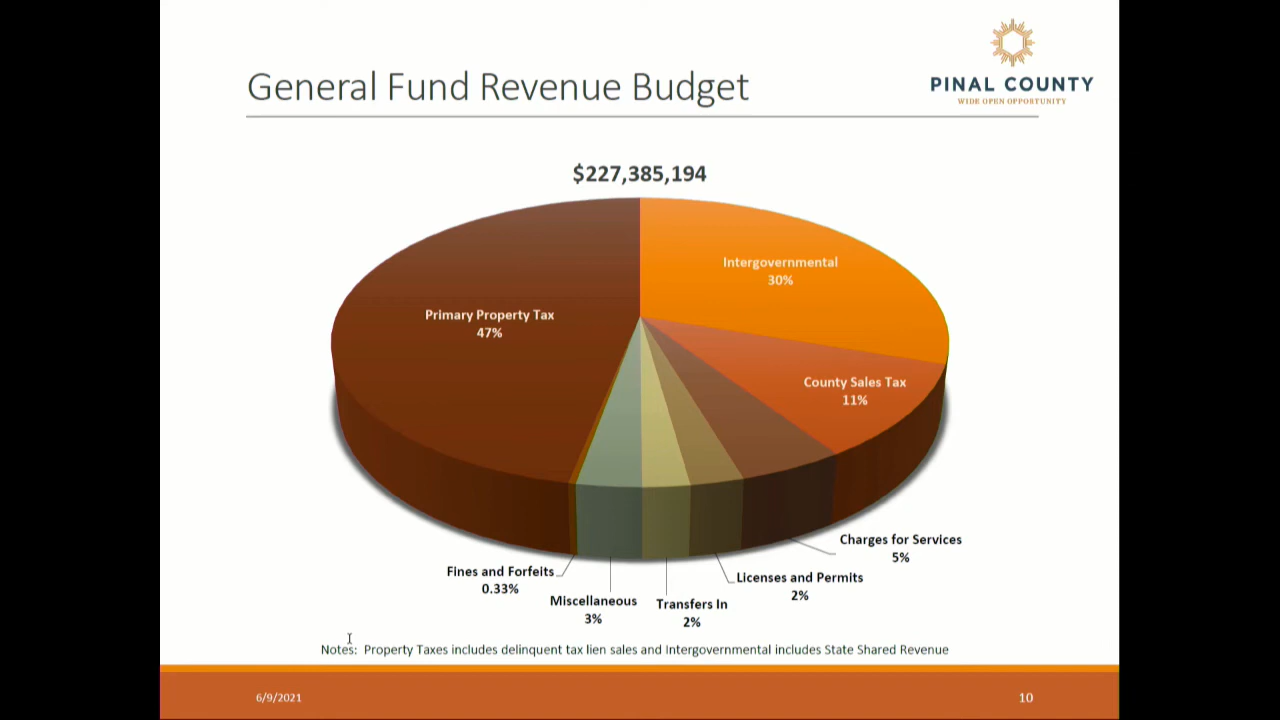 General Fund Revenue Budget
PINAL COUNTY
WIDE OPEN OPPORTUNITY
$227,385,194
Intergovernmental
30%
Primary Property Tax
47%
County Sales Tax
11%
Charges for Services
5%
Licenses and Permits
2%
Transfers In
2%
Miscellaneous
3%
Fines and Forfeits
0.33%
Notes:  Property Taxes includes delinquent tax lien sales and Intergovernmental includes State Shared Revenue
6/9/2021
10